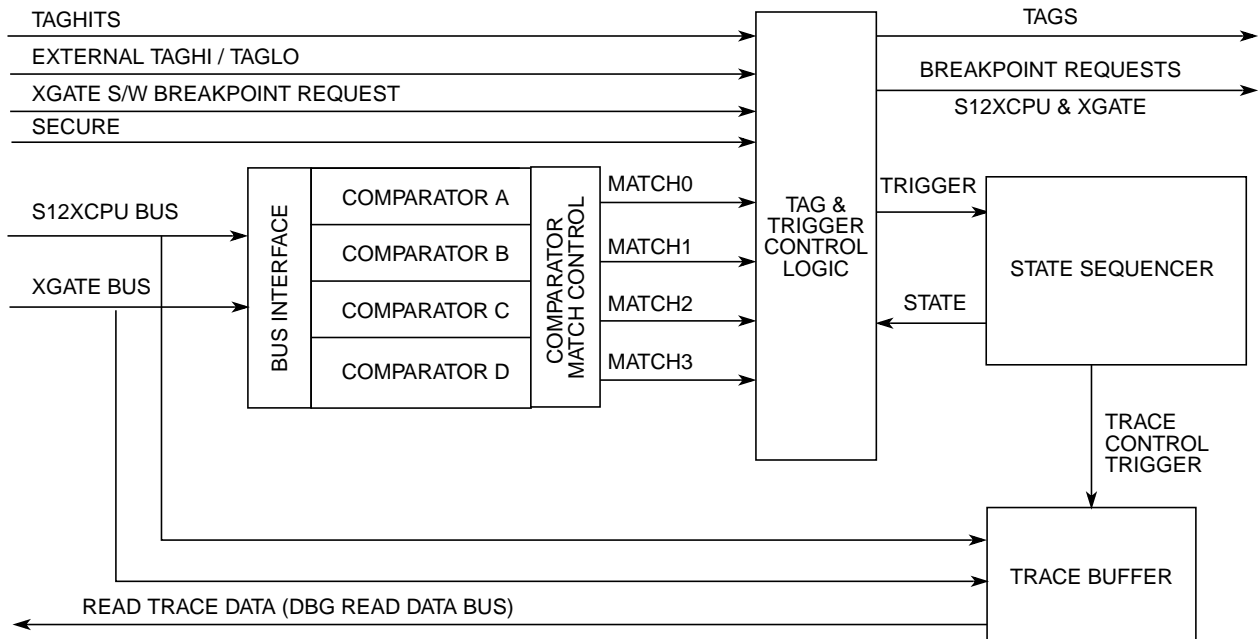 TAGHITS
TAGS
EXTERNAL TAGHI / TAGLO
BREAKPOINT REQUESTS
XGATE S/W BREAKPOINT REQUEST
S12XCPU & XGATE
SECURE
S12XCPU BUS
XGATE BUS
BUS INTERFACE
COMPARATOR A
COMPARATOR B
COMPARATOR C
COMPARATOR D
COMPARATOR
MATCH CONTROL
MATCH0
MATCH1
MATCH2
MATCH3
TAG &
TRIGGER
CONTROL
LOGIC
TRIGGER
STATE
STATE SEQUENCER
TRACE
CONTROL
TRIGGER
TRACE BUFFER
READ TRACE DATA (DBG READ DATA BUS)